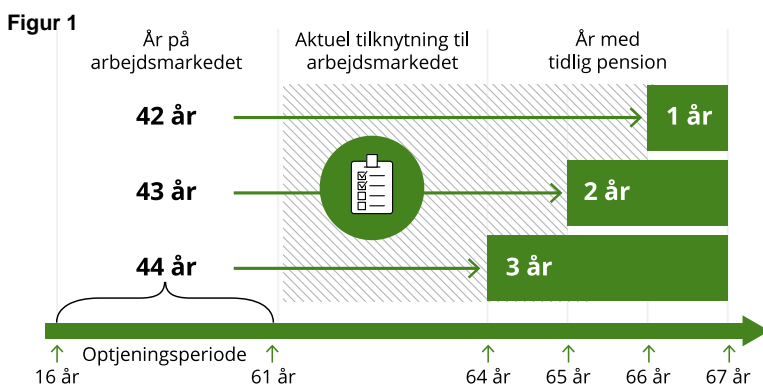 Figur 1
År på
arbejdsmarkedet
Aktuel tilknytning til
arbejdsmarkedet
År med
tidlig pension
42 år
1 år
43 år
2 år
44 år
3 år
Optjeningsperiode
16 år
61 år
64 år
65 år
66 år
67 år